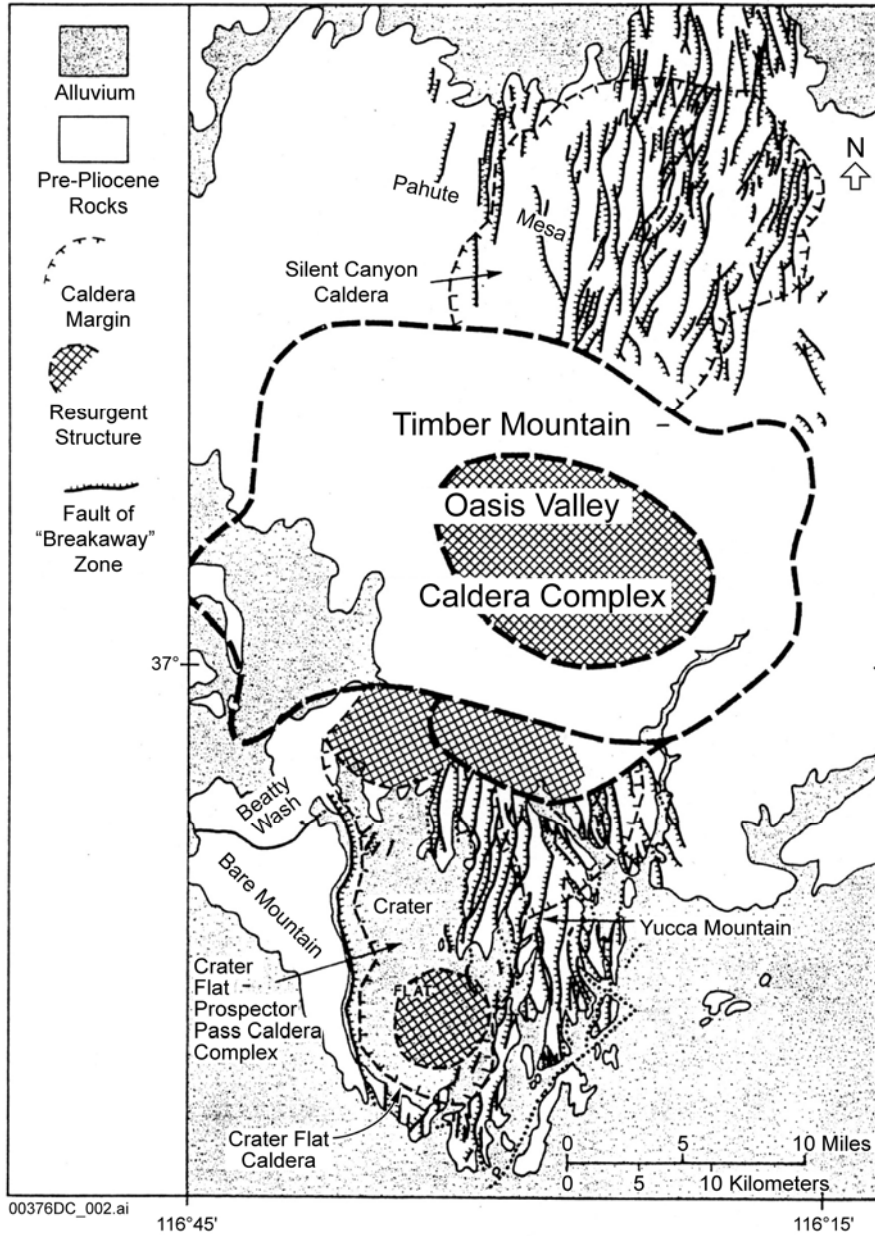 Alluvium
Pre-Pliocene
Rocks
Caldera
Margin
Resurgent
Structure
Fault of
“Breakaway”
Zone
N
Pahute
Mesa
Silent Canyon
Caldera
Timber Mountain
Oasis Valley
Caldera Complex
37°
Beatty
Wash
Bare Mountain
Crater
FLAT
Yucca Mountain
Crater
Flat
Prospector
Pass Caldera
Complex
Crater Flat
Caldera
0 5 10 Miles
0 5 10 Kilometers
00376DC_002.ai
116°45'
116°15'